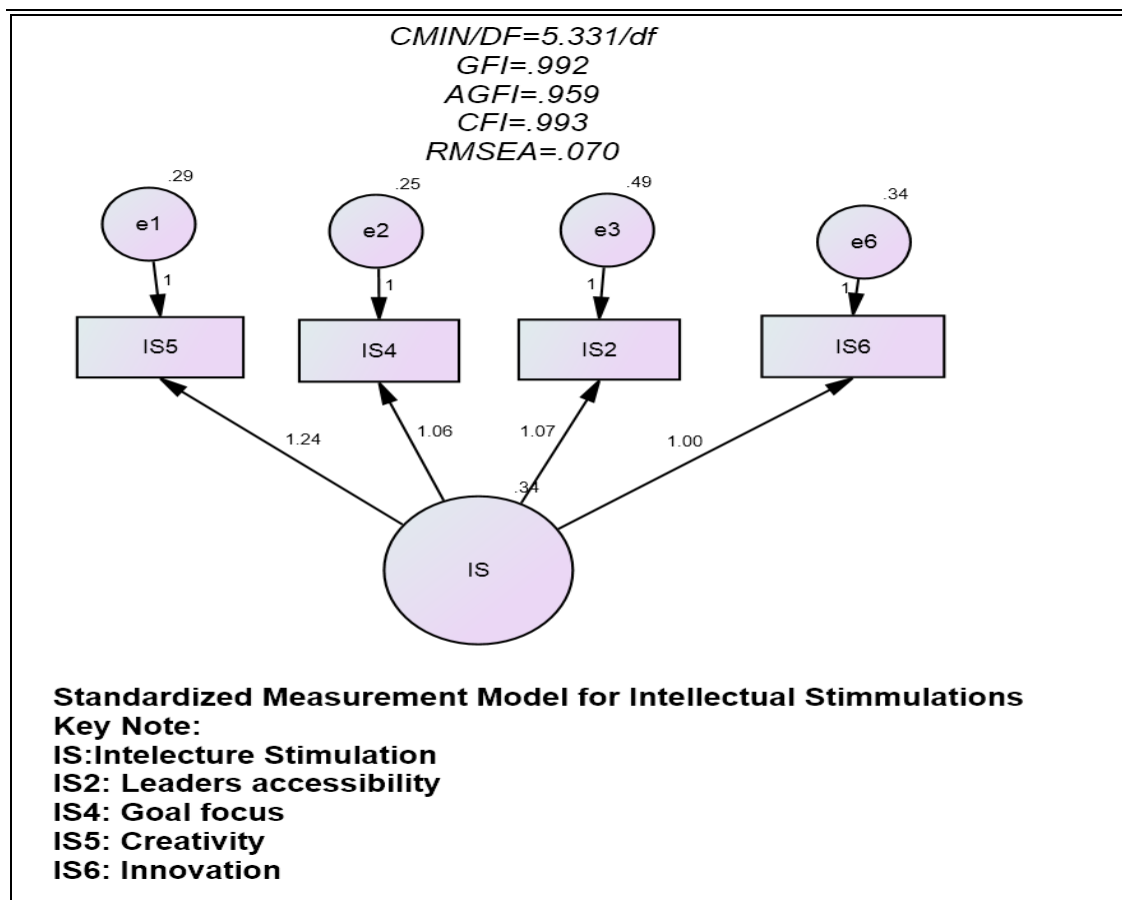 CMIN/DF=5.331/df
GFI=.992
AGFI=.959
CFI=.993
RMSEA=.070
.29
.25
.49
.34
e1
e2
e3
e6
1
1
1
1
IS5
IS4
IS2
IS6
1.24
1.06
1.07
1.00
.34
IS
Standardized Measurement Model for Intellectual Stimmulations
Key Note:
IS:Intelecture Stimulation
IS2: Leaders accessibility
IS4: Goal focus
IS5: Creativity
IS6: Innovation